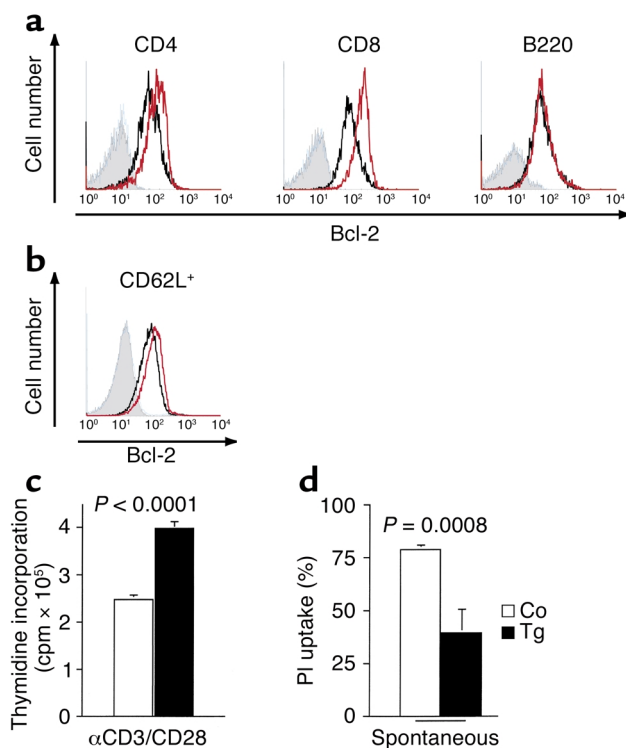 a
CD4 CD8 B220
Cell number
10⁰ 10¹ 10² 10³ 10⁴ 10⁰ 10¹ 10² 10³ 10⁴ 10⁰ 10¹ 10² 10³ 10⁴
Bcl-2
b
CD62L⁺
Cell number
10⁰ 10¹ 10² 10³ 10⁴
Bcl-2
c
P < 0.0001
Thymidine incorporation
(cpm × 10⁵)
4
3
2
1
0
αCD3/CD28
d
100
P = 0.0008
75
50
25
0
PI uptake (%)
Co
Tg
Spontaneous